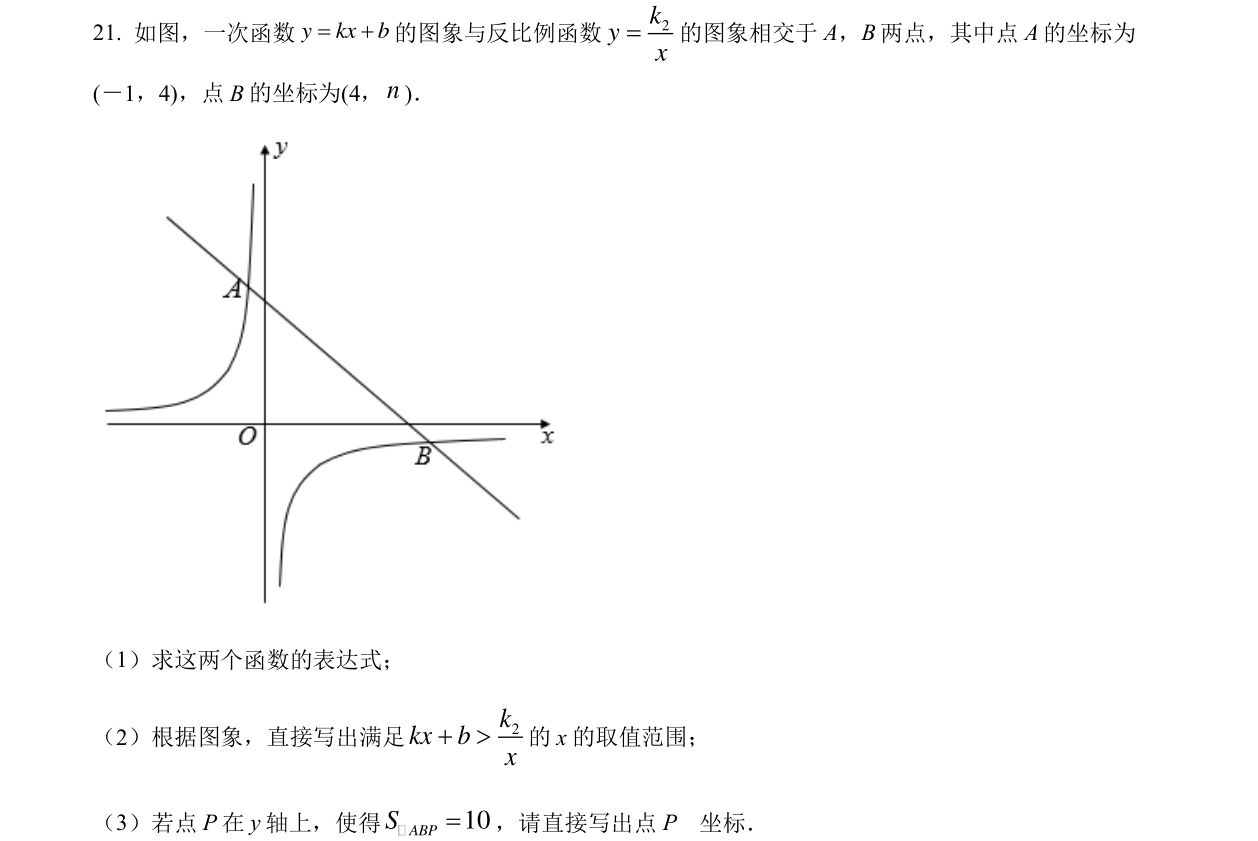 21. 如图，一次函数 y = kx + b 的图象与反比例函数 y = k₂/x 的图象相交于 A，B 两点，其中点 A 的坐标为
(－1，4)，点 B 的坐标为(4， n )．
y
A
O
x
B
（1）求这两个函数的表达式；
（2）根据图象，直接写出满足 kx + b > k₂/x 的 x 的取值范围；
（3）若点 P 在 y 轴上，使得 S□ABP = 10，请直接写出点 P 坐标．